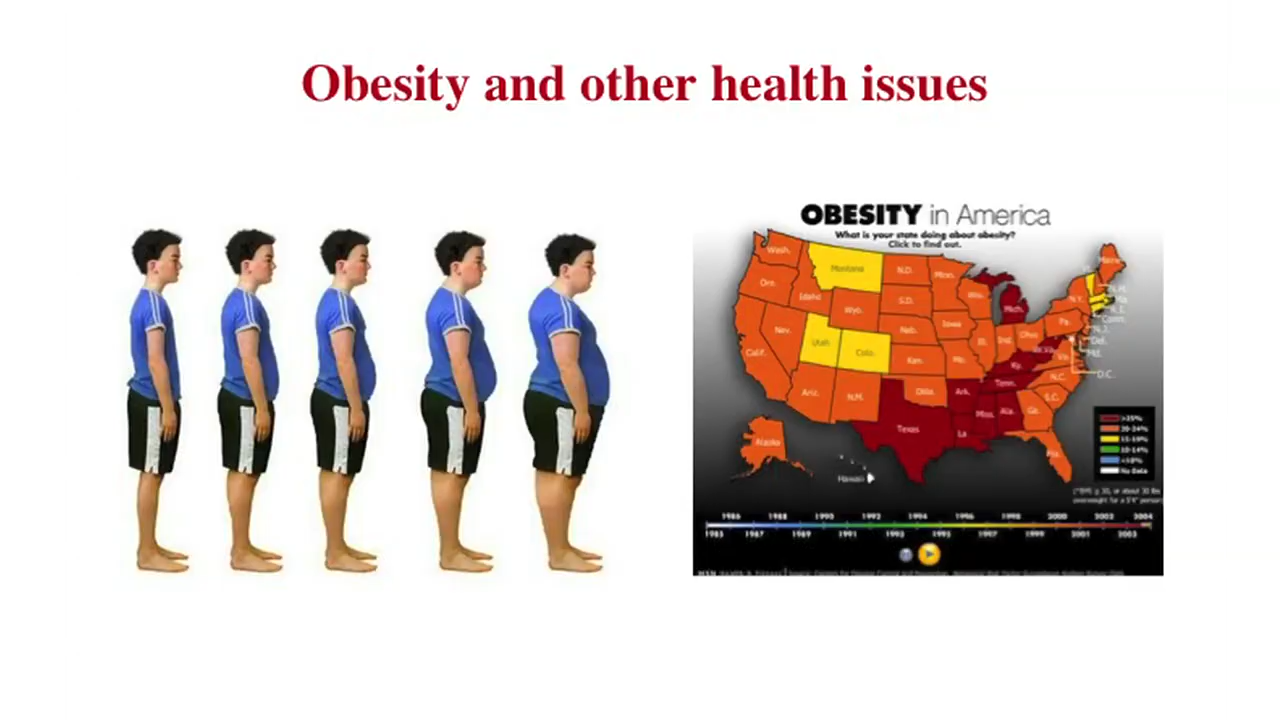 Obesity and other health issues
OBESITY in America
What is your state doing about obesity?
Click to find out.
Wash.
Montana
N.D.
Minn.
Maine
Ore.
Idaho
Wyo.
S.D.
Wis.
Mich.
N.Y.
N.H.
R.I.
Conn.
Nev.
Utah
Colo.
Neb.
Iowa
Ill.
Ind.
Ohio
Pa.
N.J.
Del.
Md.
D.C.
Calif.
Kan.
Mo.
Ky.
Va.
N.C.
Ariz.
N.M.
Okla.
Ark.
Tenn.
S.C.
Texas
La.
Miss.
Ala.
Ga.
Fla.
Alaska
Hawaii
>25%
20-24%
15-19%
10-14%
<10%
No Data
1986 1988 1990 1992 1994 1996 1998 2000 2002 2004
1985 1987 1989 1991 1993 1995 1997 1999 2001 2003